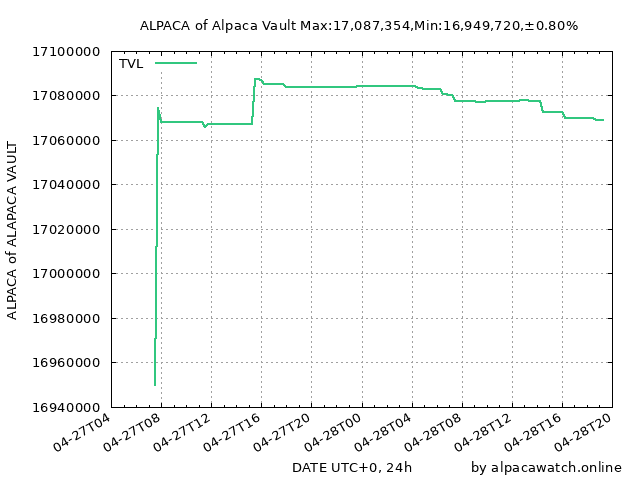 ALPACA of Alpaca Vault Max:17,087,354,Min:16,949,720,±0.80%
TVL
ALPACA of ALAPACA VAULT
17100000
17080000
17060000
17040000
17020000
17000000
16980000
16960000
16940000
04-27T04
04-27T08
04-27T12
04-27T16
04-27T20
04-28T00
04-28T04
04-28T08
04-28T12
04-28T16
04-28T20
DATE UTC+0, 24h
by alpacawatch.online